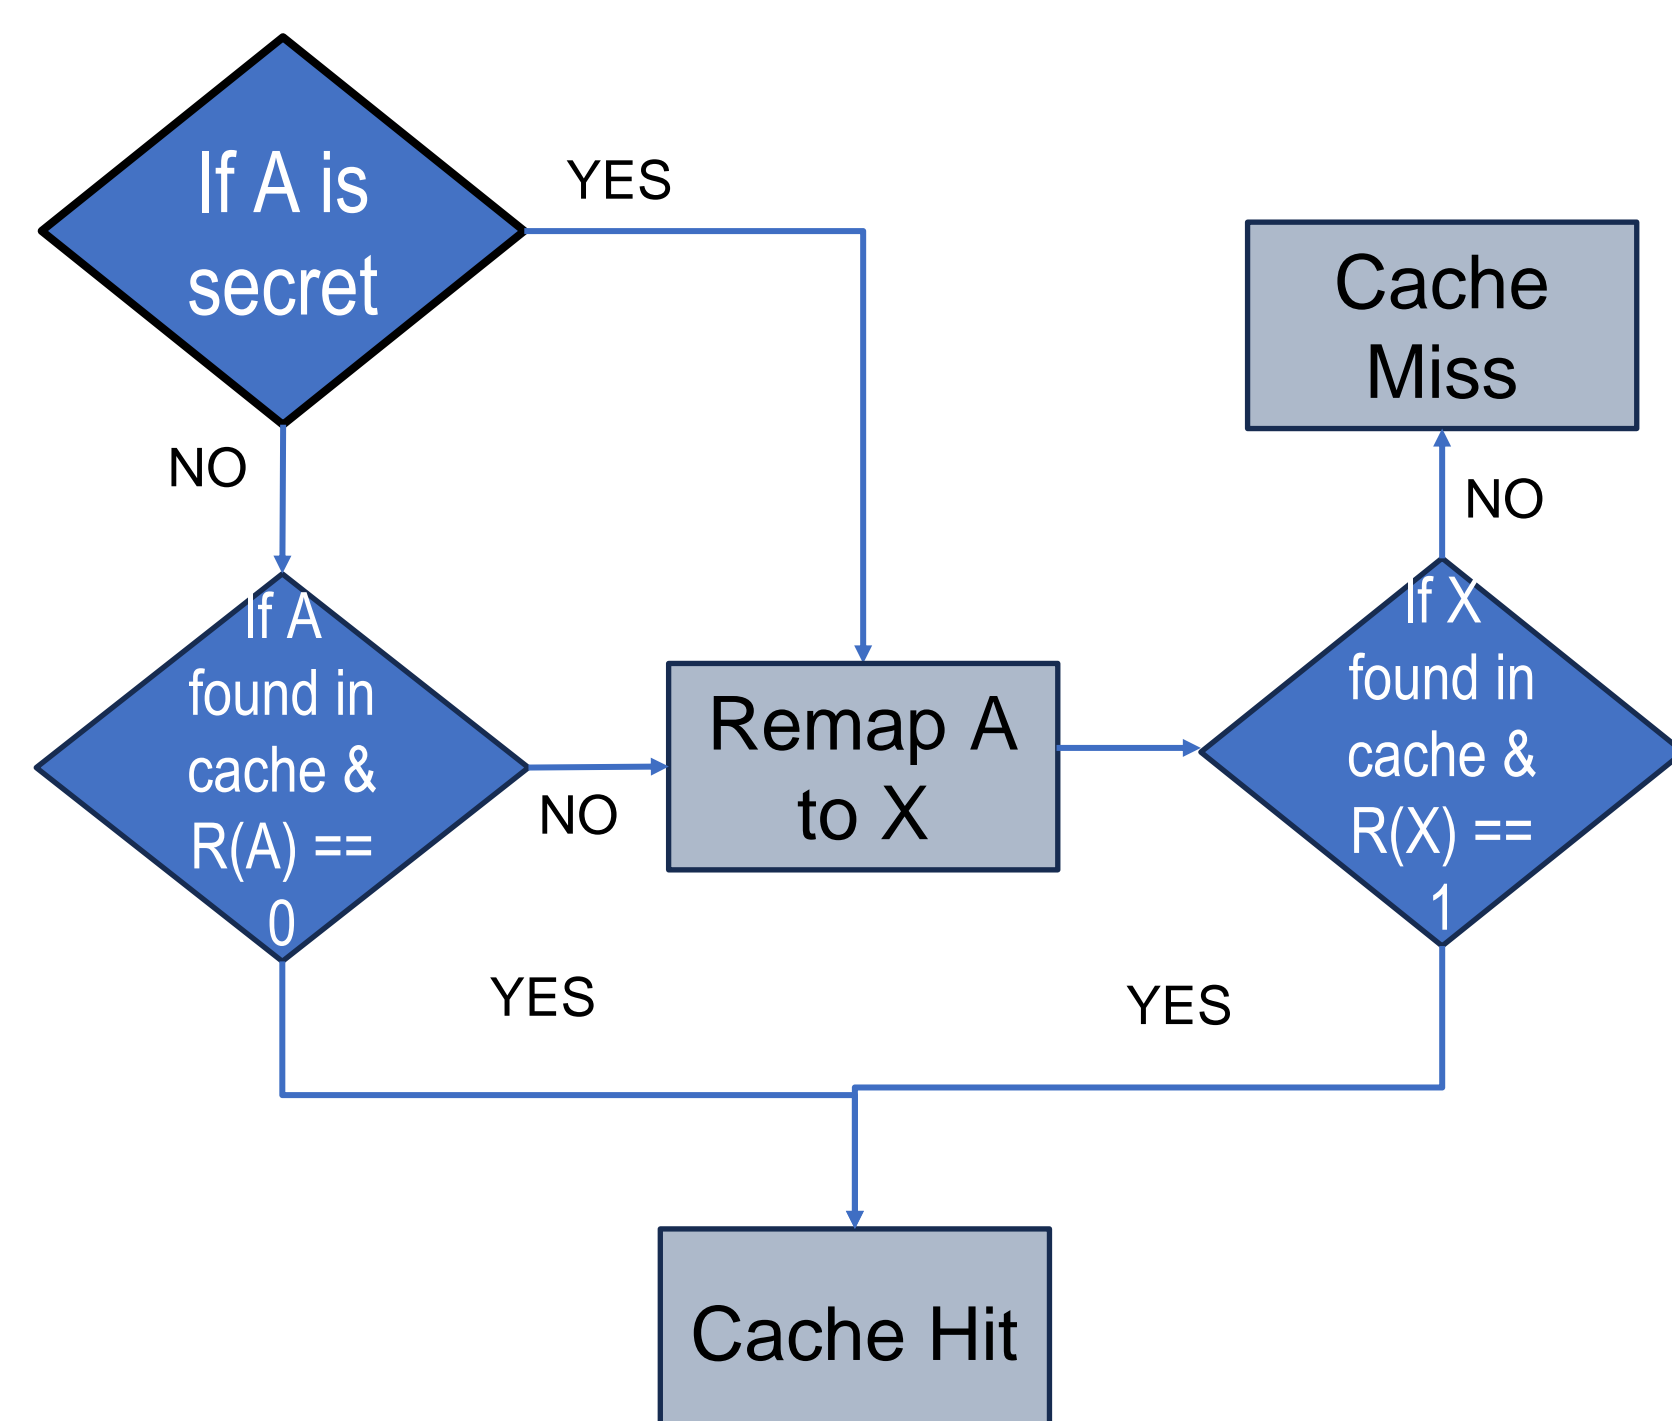 If A is
secret
YES
NO
Cache
Miss
NO
If A
found in
cache &
R(A) ==
0
NO
Remap A
to X
If X
found in
cache &
R(X) ==
1
YES
YES
Cache Hit